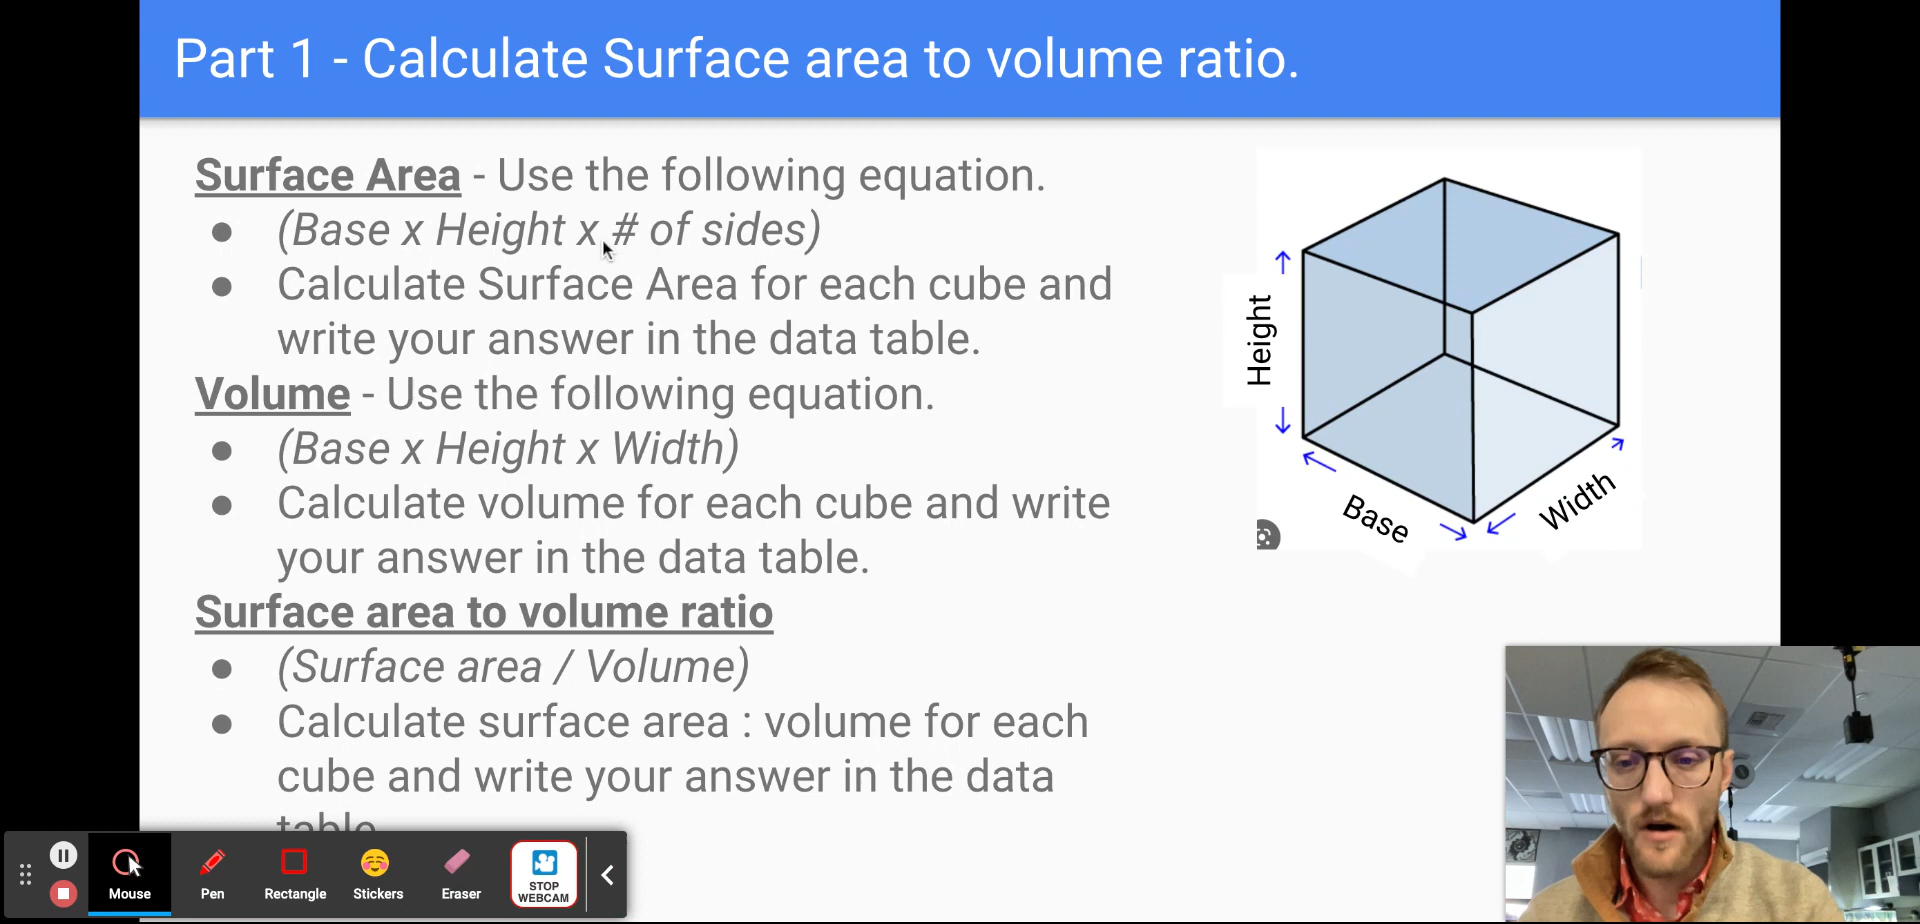 Part 1 - Calculate Surface area to volume ratio.
Surface Area - Use the following equation.
● (Base x Height x # of sides)
● Calculate Surface Area for each cube and
write your answer in the data table.
Volume - Use the following equation.
● (Base x Height x Width)
● Calculate volume for each cube and write
your answer in the data table.
Surface area to volume ratio
● (Surface area / Volume)
● Calculate surface area : volume for each
cube and write your answer in the data
table.
Height
Base
Width
Mouse
Pen
Rectangle
Stickers
Eraser
STOP
WEBCAM